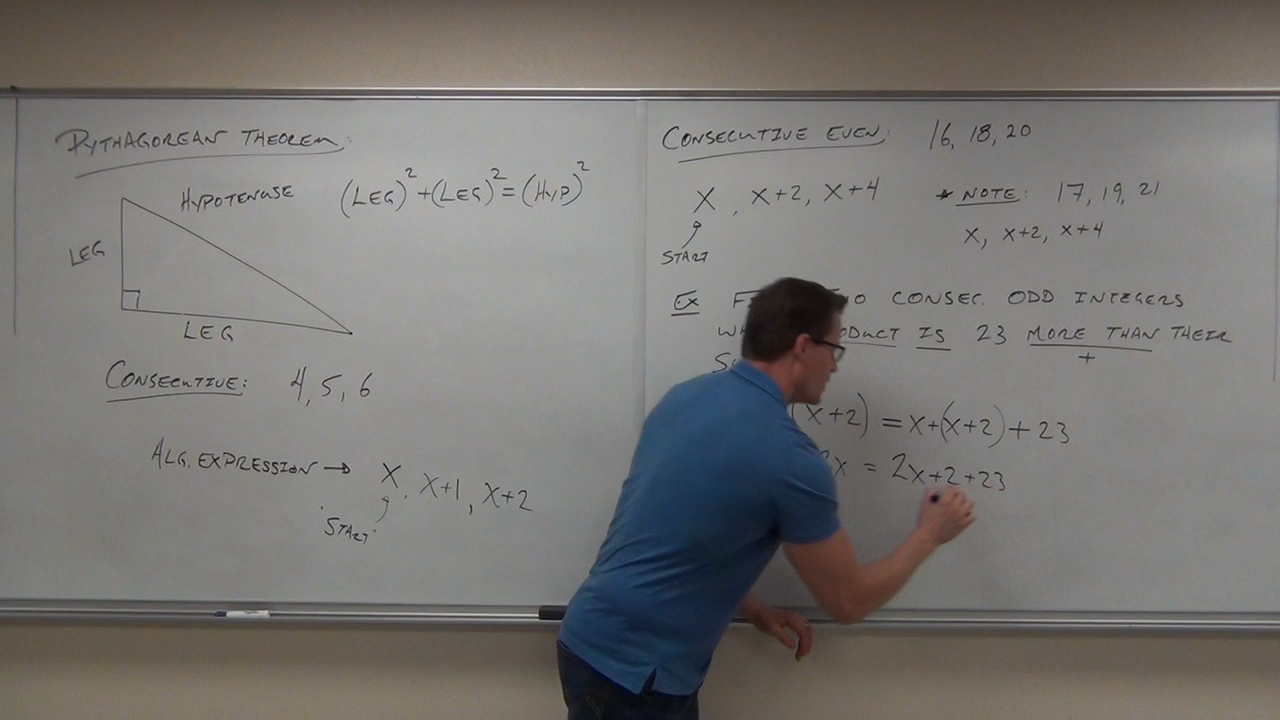 PYTHAGOREAN THEOREM:
HYPOTENUSE
(LEG)²+(LEG)²=(HYP)²
LEG
LEG
CONSECUTIVE: 4, 5, 6
ALG. EXPRESSION → X, X+1, X+2
"START"
CONSECUTIVE EVEN: 16, 18, 20
X, X+2, X+4
START
* NOTE: 17, 19, 21
X, X+2, X+4
EX CONSEC. ODD INTEGERS
IS 23 MORE THAN THEIR
+
(X+2) = X+(X+2)+23
X = 2X+2+23